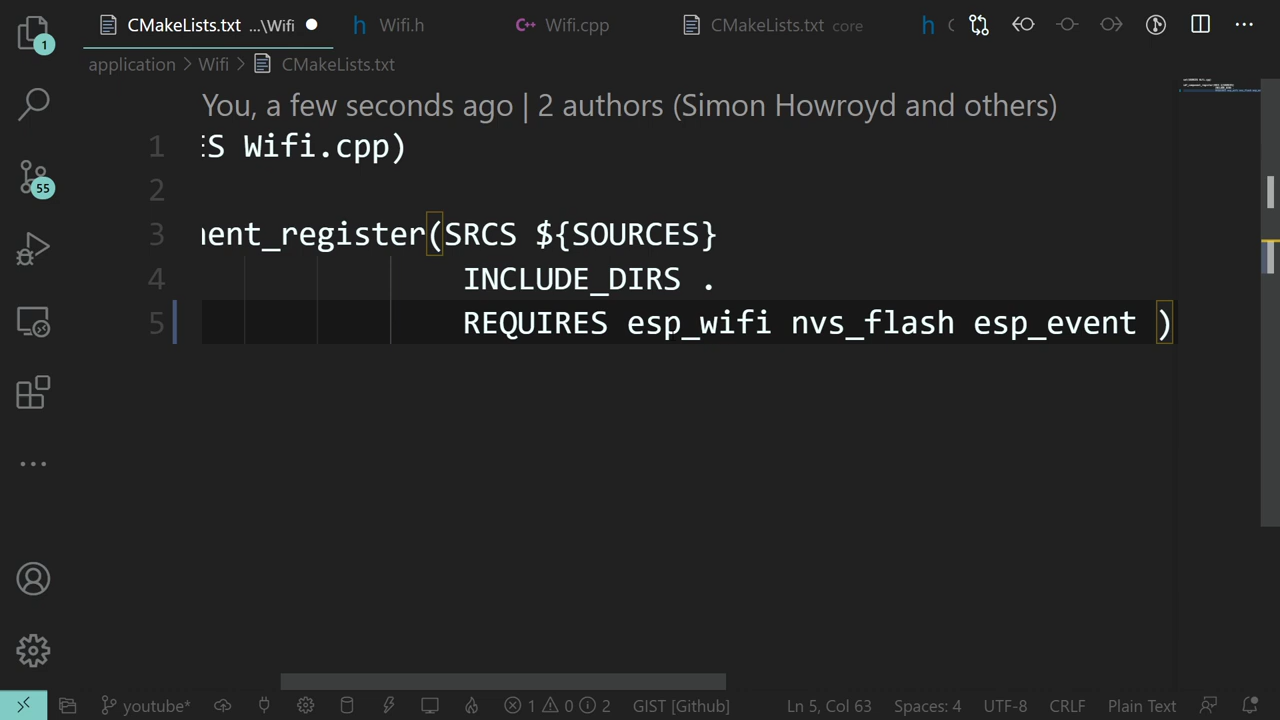 CMakeLists.txt ...\Wifi
Wifi.h
Wifi.cpp
CMakeLists.txt core
1
application > Wifi > CMakeLists.txt
You, a few seconds ago | 2 authors (Simon Howroyd and others)
1 ES Wifi.cpp)
2
3 nent_register(SRCS ${SOURCES}
4 INCLUDE_DIRS .
5 REQUIRES esp_wifi nvs_flash esp_event )
55
youtube*
1 0 2
GIST [Github]
Ln 5, Col 63
Spaces: 4
UTF-8
CRLF
Plain Text